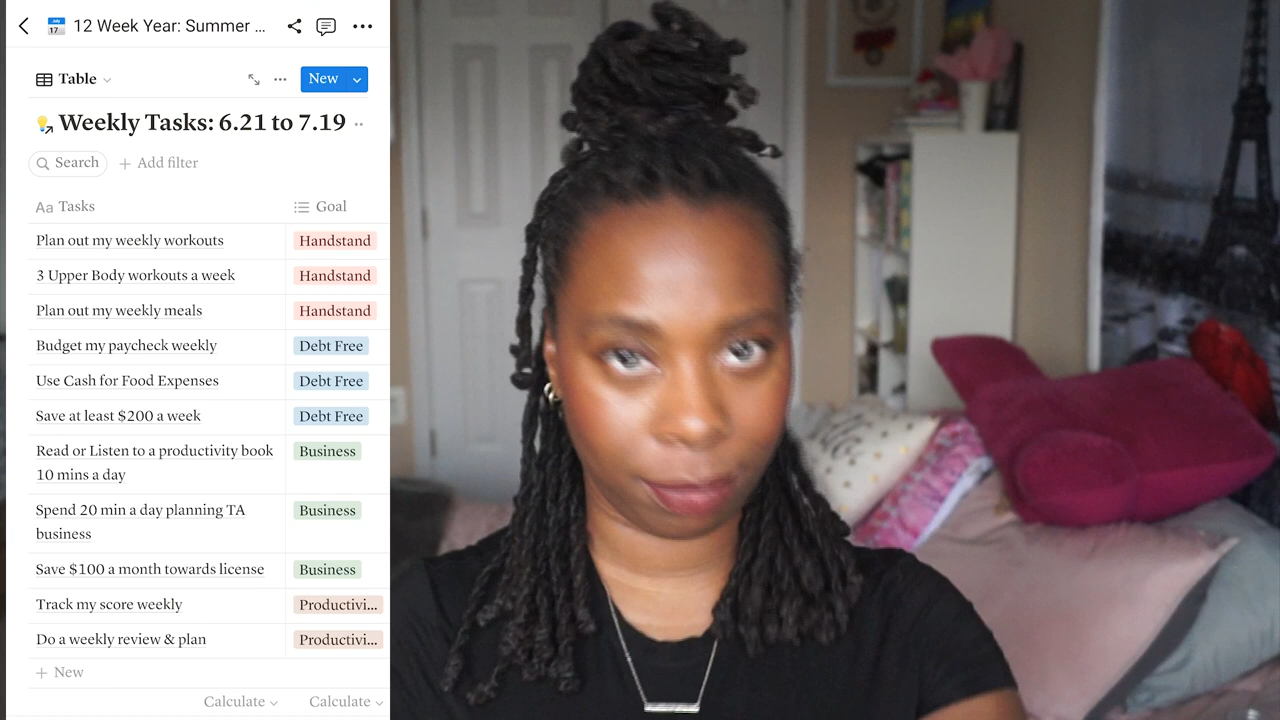 July
17
12 Week Year: Summer ...
Table
New
Weekly Tasks: 6.21 to 7.19
Search
+ Add filter
Aa Tasks
Goal
Plan out my weekly workouts
Handstand
3 Upper Body workouts a week
Handstand
Plan out my weekly meals
Handstand
Budget my paycheck weekly
Debt Free
Use Cash for Food Expenses
Debt Free
Save at least $200 a week
Debt Free
Read or Listen to a productivity book
10 mins a day
Business
Spend 20 min a day planning TA
business
Business
Save $100 a month towards license
Business
Track my score weekly
Productivi...
Do a weekly review & plan
Productivi...
+ New
Calculate
Calculate